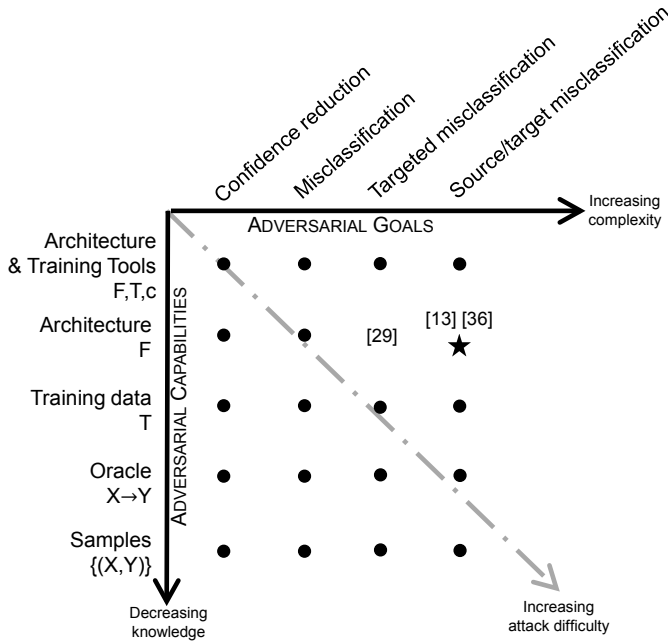 Confidence reduction
Misclassification
Targeted misclassification
Source/target misclassification
Increasing
complexity
ADVERSARIAL GOALS
ADVERSARIAL CAPABILITIES
Architecture
& Training Tools
F,T,c
Architecture
F
[29]
[13] [36]
Training data
T
Oracle
X→Y
Samples
{(X,Y)}
Decreasing
knowledge
Increasing
attack difficulty